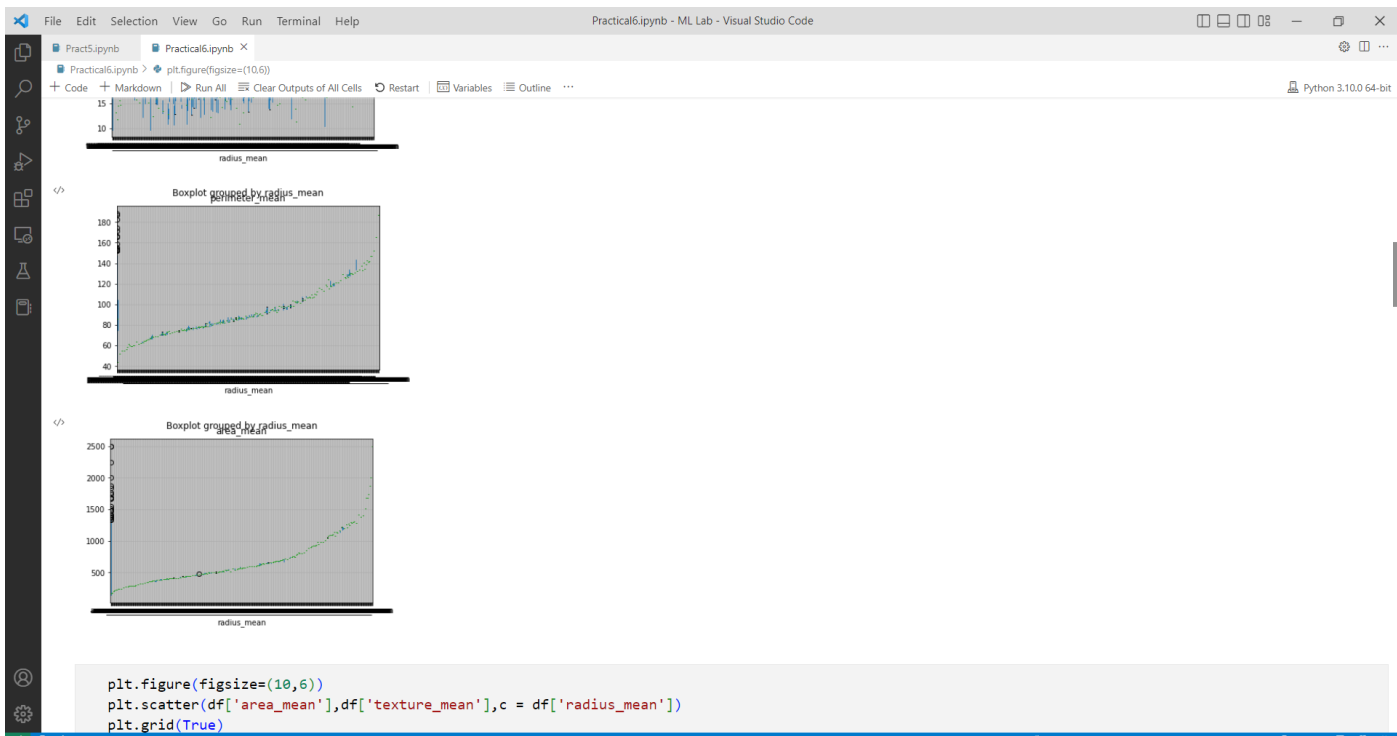 File Edit Selection View Go Run Terminal Help
Practical6.ipynb - ML Lab - Visual Studio Code
Pract5.ipynb
Practical6.ipynb
Practical6.ipynb > plt.figure(figsize=(10,6))
+ Code + Markdown Run All Clear Outputs of All Cells Restart Variables Outline ...
Python 3.10.0 64-bit
15
10
radius_mean
Boxplot grouped by radius_mean
perimeter_mean
180
160
140
120
100
80
60
40
radius_mean
Boxplot grouped by radius_mean
area_mean
2500
2000
1500
1000
500
radius_mean
plt.figure(figsize=(10,6))
plt.scatter(df['area_mean'],df['texture_mean'],c = df['radius_mean'])
plt.grid(True)